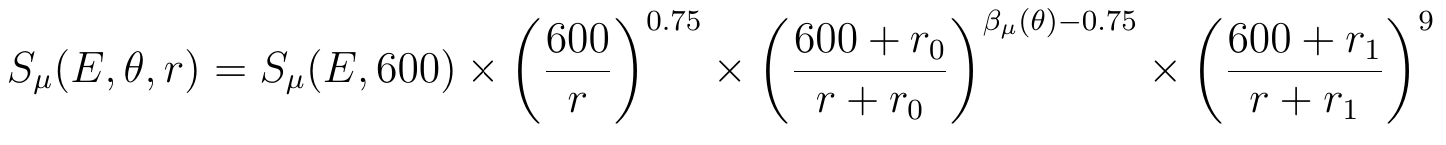 S_μ(E, θ, r) = S_μ(E, 600) × (600/r)^{0.75} × ((600 + r_0)/(r + r_0))^{β_μ(θ)−0.75} × ((600 + r_1)/(r + r_1))^9